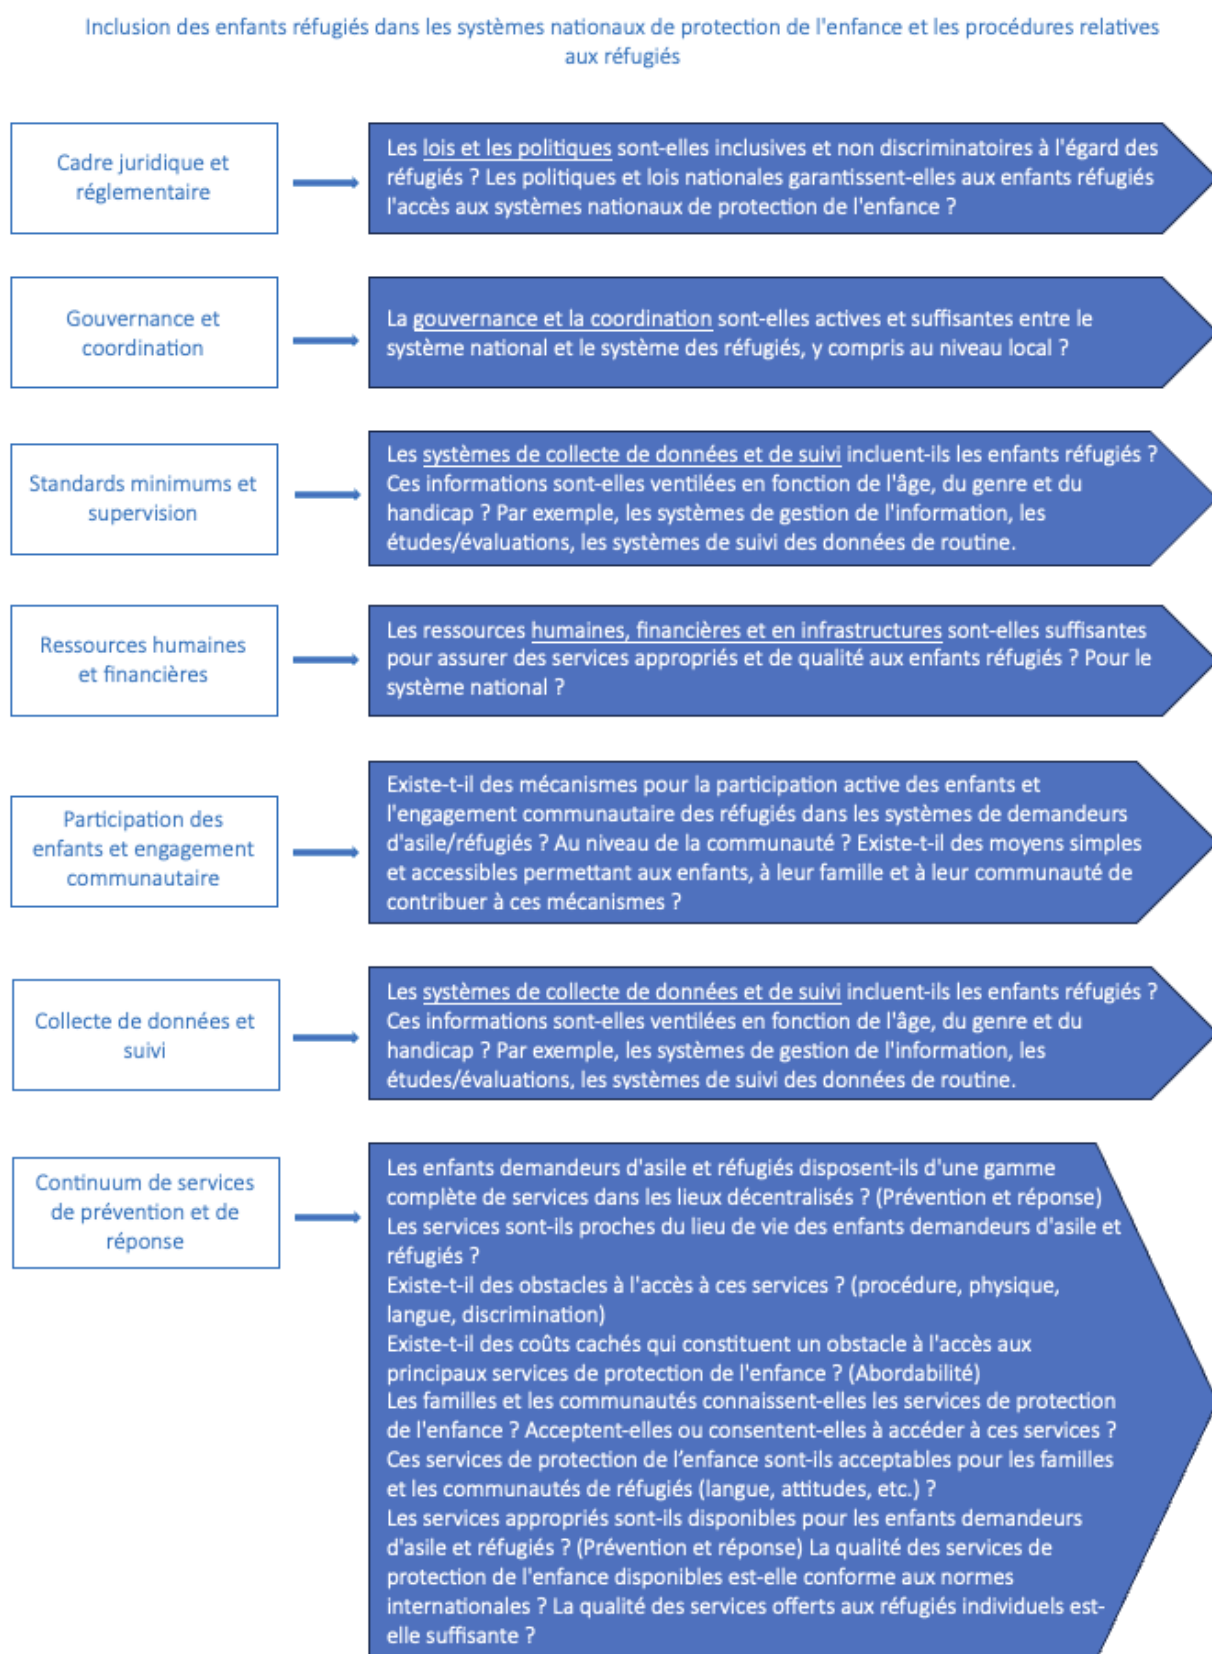 Inclusion des enfants réfugiés dans les systèmes nationaux de protection de l'enfance et les procédures relatives
aux réfugiés
Cadre juridique et
réglementaire
Les lois et les politiques sont-elles inclusives et non discriminatoires à l'égard des
réfugiés ? Les politiques et lois nationales garantissent-elles aux enfants réfugiés
l'accès aux systèmes nationaux de protection de l'enfance ?
Gouvernance et
coordination
La gouvernance et la coordination sont-elles actives et suffisantes entre le
système national et le système des réfugiés, y compris au niveau local ?
Standards minimums et
supervision
Les systèmes de collecte de données et de suivi incluent-ils les enfants réfugiés ?
Ces informations sont-elles ventilées en fonction de l'âge, du genre et du
handicap ? Par exemple, les systèmes de gestion de l'information, les
études/évaluations, les systèmes de suivi des données de routine.
Ressources humaines
et financières
Les ressources humaines, financières et en infrastructures sont-elles suffisantes
pour assurer des services appropriés et de qualité aux enfants réfugiés ? Pour le
système national ?
Participation des
enfants et engagement
communautaire
Existe-t-il des mécanismes pour la participation active des enfants et
l'engagement communautaire des réfugiés dans les systèmes de demandeurs
d'asile/réfugiés ? Au niveau de la communauté ? Existe-t-il des moyens simples
et accessibles permettant aux enfants, à leur famille et à leur communauté de
contribuer à ces mécanismes ?
Collecte de données et
suivi
Les systèmes de collecte de données et de suivi incluent-ils les enfants réfugiés ?
Ces informations sont-elles ventilées en fonction de l'âge, du genre et du
handicap ? Par exemple, les systèmes de gestion de l'information, les
études/évaluations, les systèmes de suivi des données de routine.
Continuum de services
de prévention et de
réponse
Les enfants demandeurs d'asile et réfugiés disposent-ils d'une gamme
complète de services dans les lieux décentralisés ? (Prévention et réponse)
Les services sont-ils proches du lieu de vie des enfants demandeurs d'asile et
réfugiés ?
Existe-t-il des obstacles à l'accès à ces services ? (procédure, physique,
langue, discrimination)
Existe-t-il des coûts cachés qui constituent un obstacle à l'accès aux
principaux services de protection de l'enfance ? (Abordabilité)
Les familles et les communautés connaissent-elles les services de protection
de l'enfance ? Acceptent-elles ou consentent-elles à accéder à ces services ?
Ces services de protection de l’enfance sont-ils acceptables pour les familles
et les communautés de réfugiés (langue, attitudes, etc.) ?
Les services appropriés sont-ils disponibles pour les enfants demandeurs
d'asile et réfugiés ? (Prévention et réponse) La qualité des services de
protection de l'enfance disponibles est-elle conforme aux normes
internationales ? La qualité des services offerts aux réfugiés individuels est-
elle suffisante ?